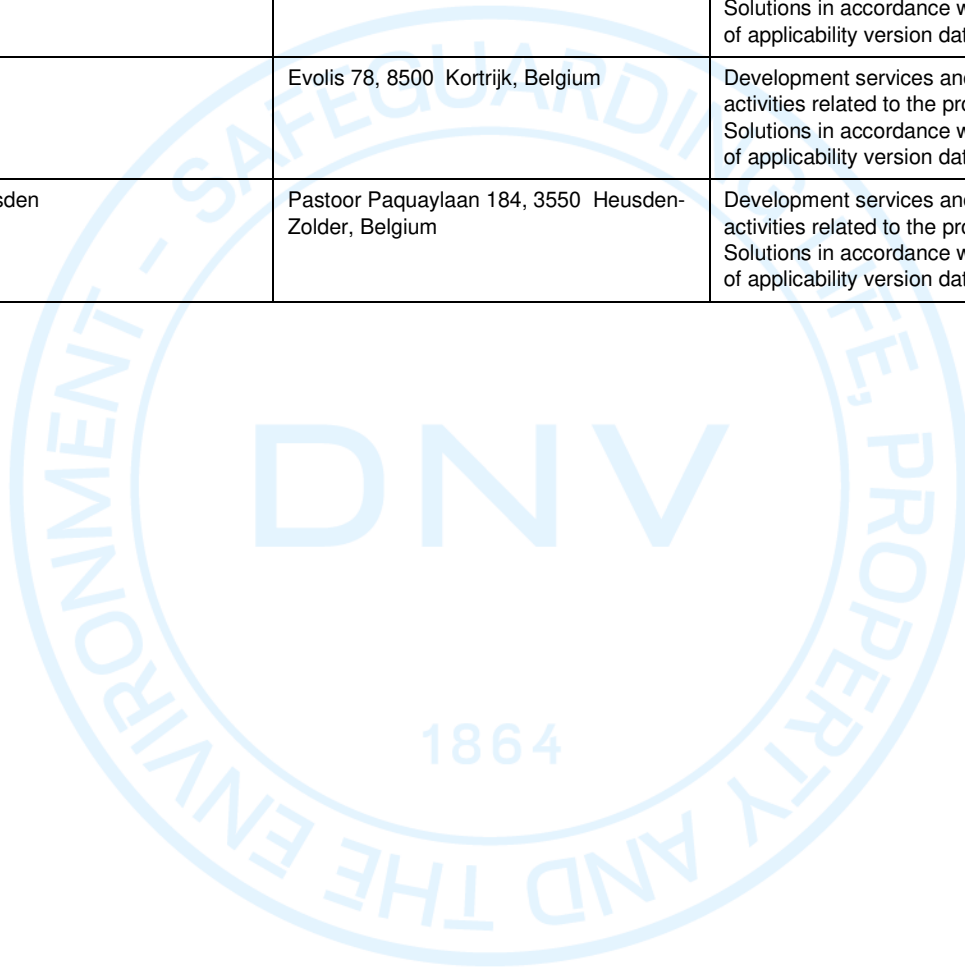 Solutions in accordance w
of applicability version dat
Evolis 78, 8500 Kortrijk, Belgium
Development services and
activities related to the pro
Solutions in accordance w
of applicability version dat
sden
Pastoor Paquaylaan 184, 3550 Heusden-
Zolder, Belgium
Development services and
activities related to the pro
Solutions in accordance w
of applicability version dat
SAFEGUARDING LIFE, PROPERTY AND THE ENVIRONMENT -
DNV
1864